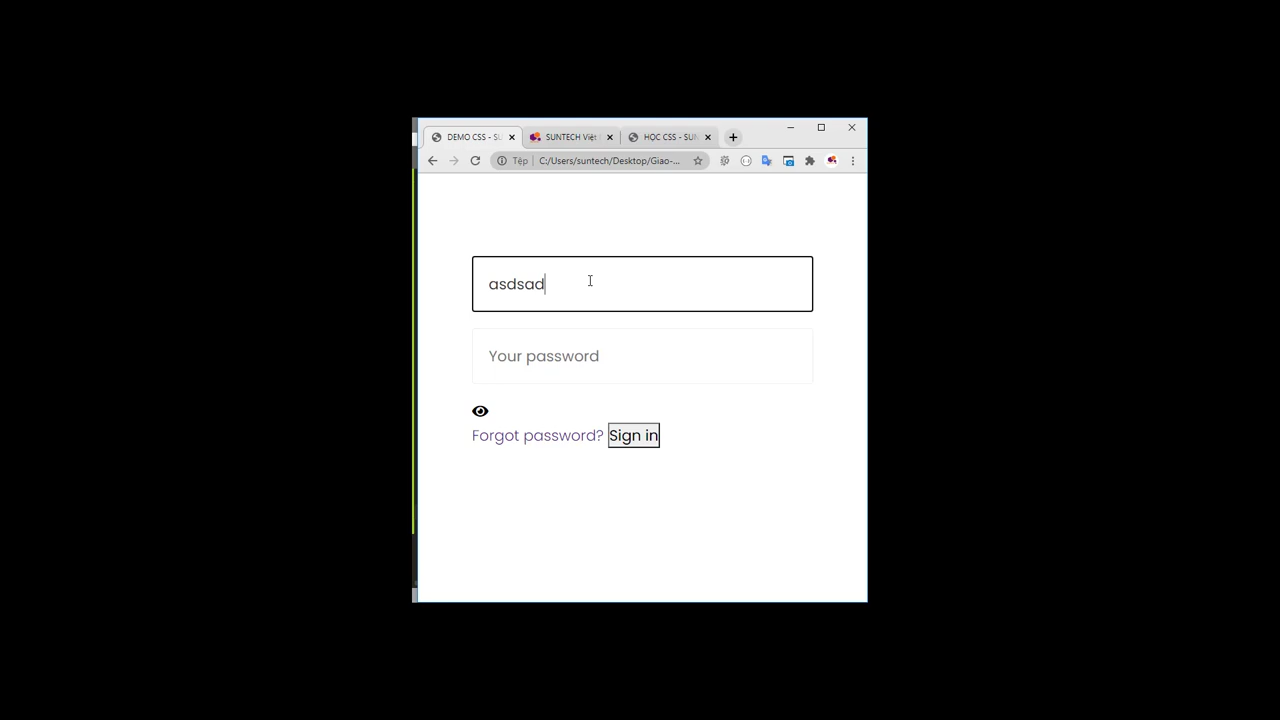 DEMO CSS - SU
SUNTECH Việt
HỌC CSS - SUN
Tệp
C:/Users/suntech/Desktop/Giao-...
asdsad
Your password
Forgot password? Sign in